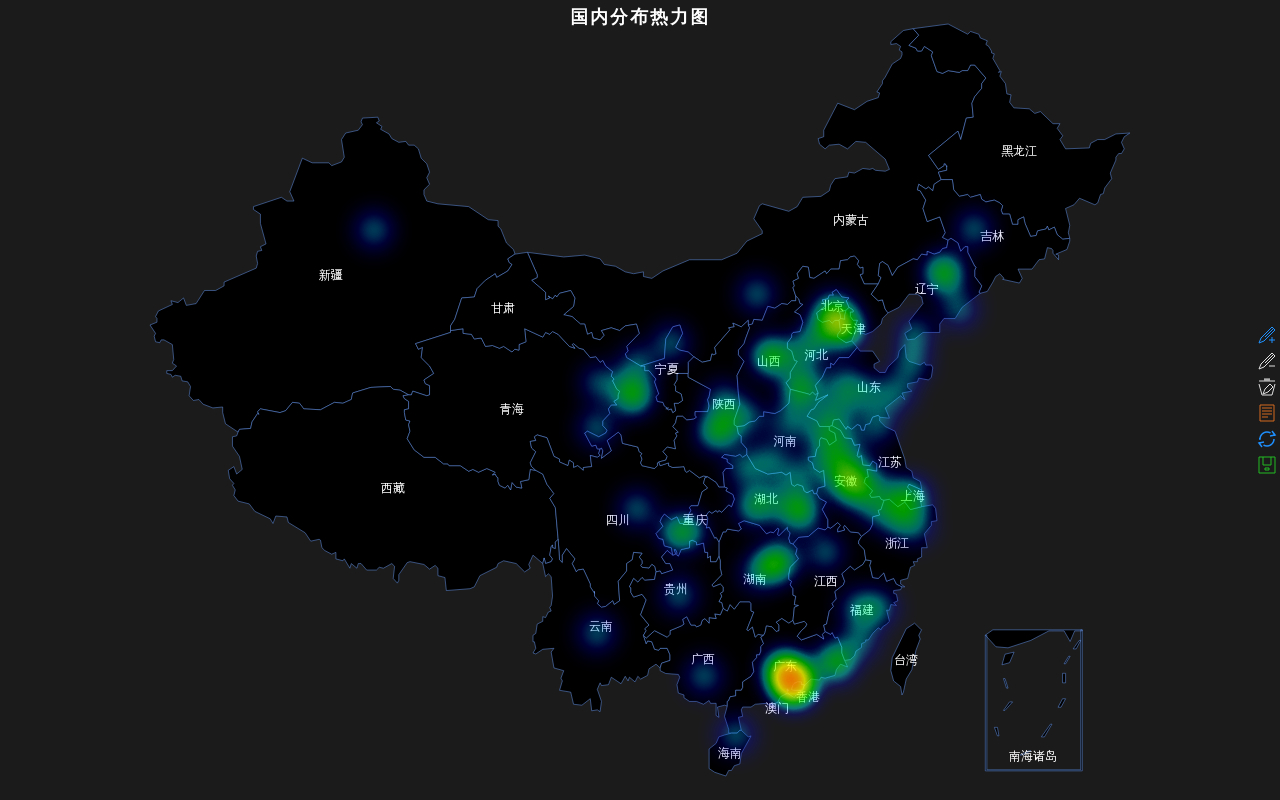 国内分布热力图
黑龙江
内蒙古
吉林
新疆
辽宁
甘肃
北京
天津
河北
山西
宁夏
山东
陕西
青海
河南
江苏
安徽
西藏
上海
湖北
四川
重庆
浙江
湖南
江西
贵州
福建
云南
广西
台湾
广东
香港
澳门
海南
南海诸岛